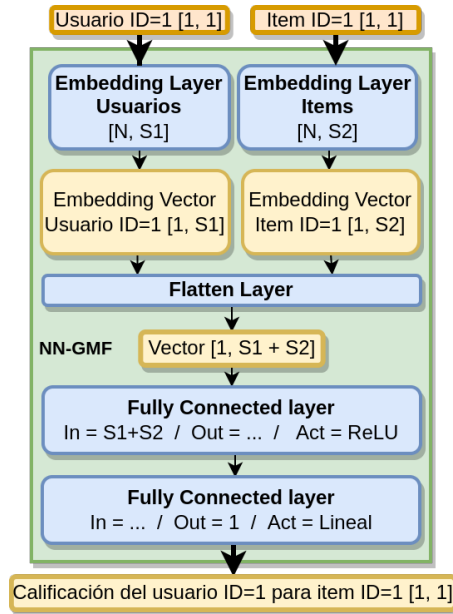 Usuario ID=1 [1, 1]
Item ID=1 [1, 1]
Embedding Layer
Usuarios
[N, S1]
Embedding Layer
Items
[N, S2]
Embedding Vector
Usuario ID=1 [1, S1]
Embedding Vector
Item ID=1 [1, S2]
Flatten Layer
NN-GMF
Vector [1, S1 + S2]
Fully Connected layer
In = S1+S2 / Out = ... / Act = ReLU
Fully Connected layer
In = ... / Out = 1 / Act = Lineal
Calificación del usuario ID=1 para item ID=1 [1, 1]